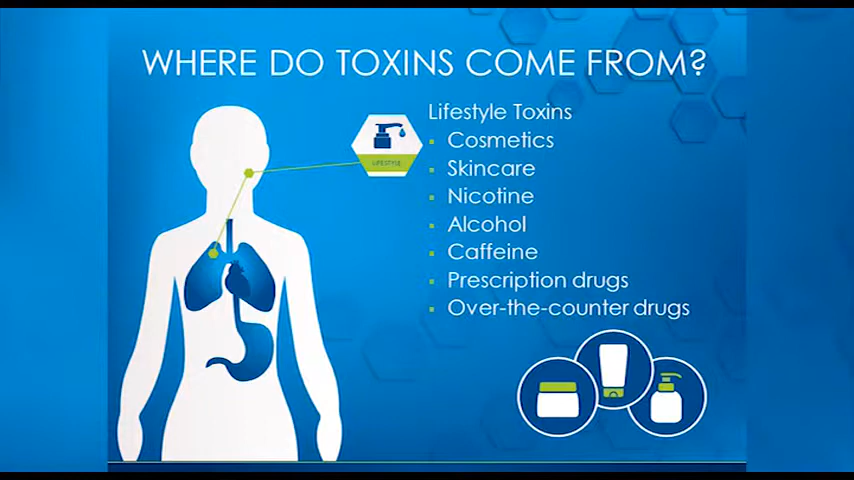 WHERE DO TOXINS COME FROM?
Lifestyle Toxins
Cosmetics
Skincare
Nicotine
Alcohol
Caffeine
Prescription drugs
Over-the-counter drugs
LIFESTYLE